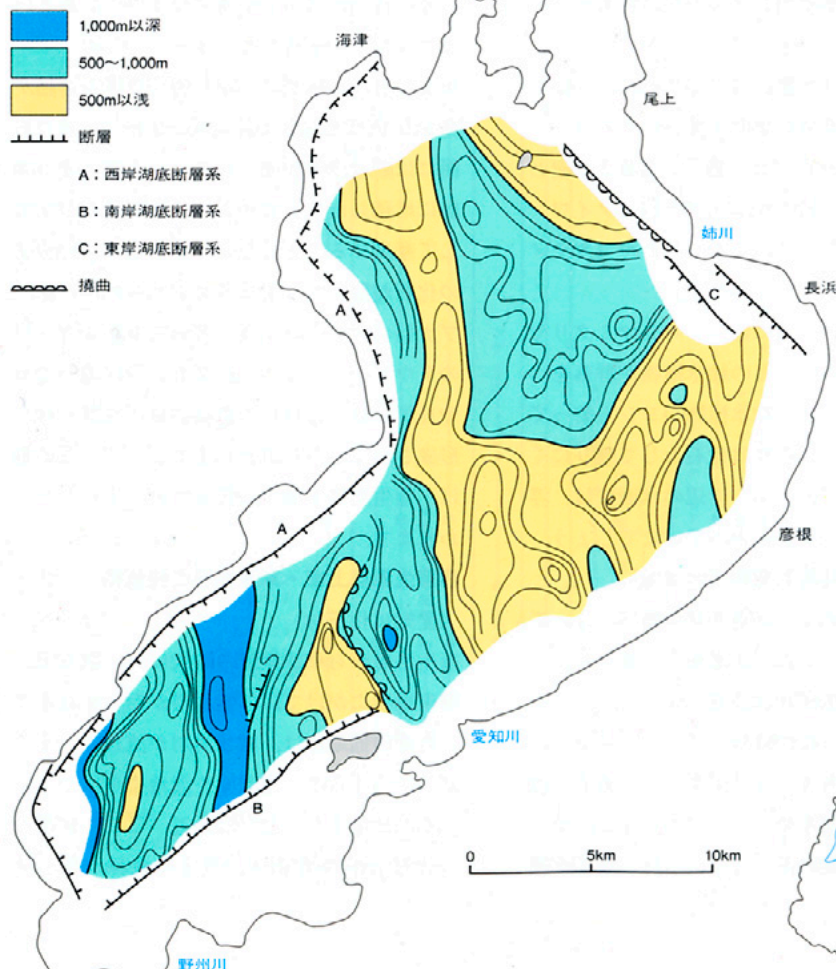 1,000m以深
500〜1,000m
500m以浅
断層
A：西岸湖底断層系
B：南岸湖底断層系
C：東岸湖底断層系
撓曲
海津
尾上
姉川
長浜
C
A
A
彦根
愛知川
B
0 5km 10km
野州川